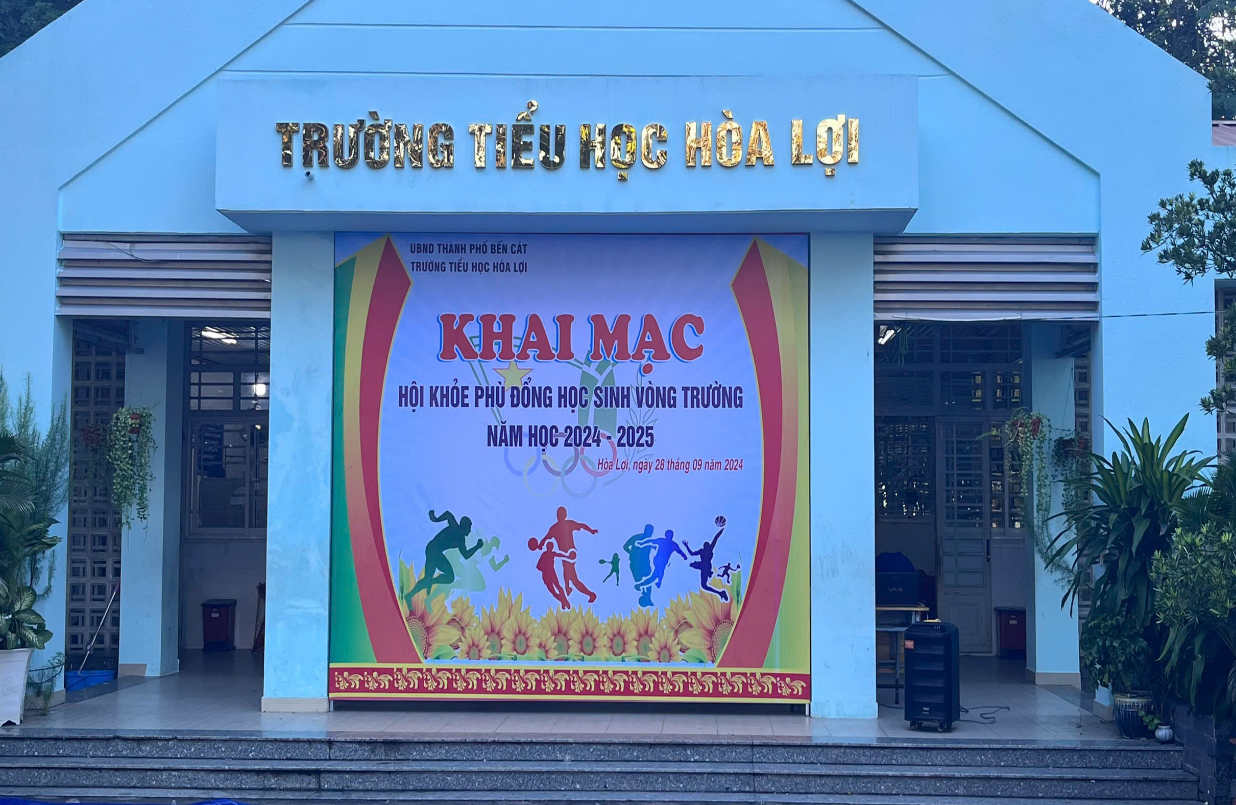 TRƯỜNG TIỂU HỌC HÒA LỢI
UBND THÀNH PHỐ BẾN CÁT
TRƯỜNG TIỂU HỌC HÒA LỢI
KHAI MẠC
HỘI KHỎE PHÙ ĐỔNG HỌC SINH VÒNG TRƯỜNG
NĂM HỌC 2024 - 2025
Hòa Lợi, ngày 26 tháng 09 năm 2024